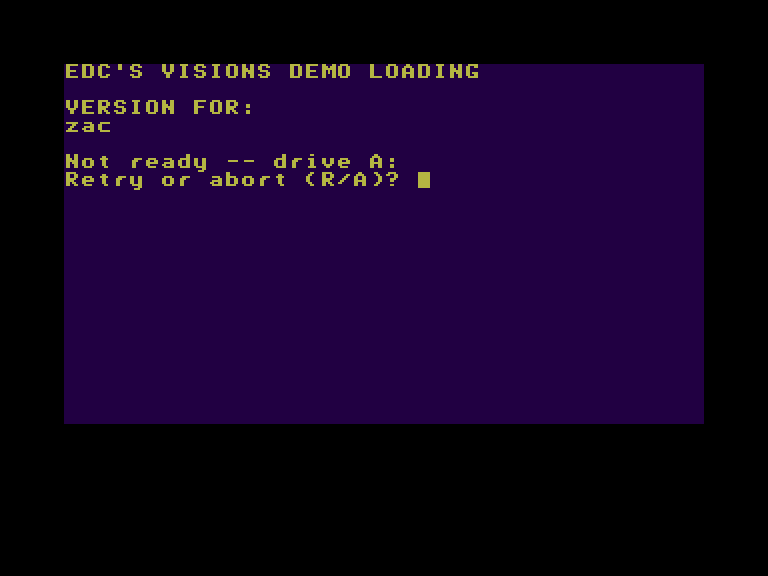 EDC'S VISIONS DEMO LOADING
VERSION FOR:
zac
Not ready -- drive A:
Retry or abort (R/A)?